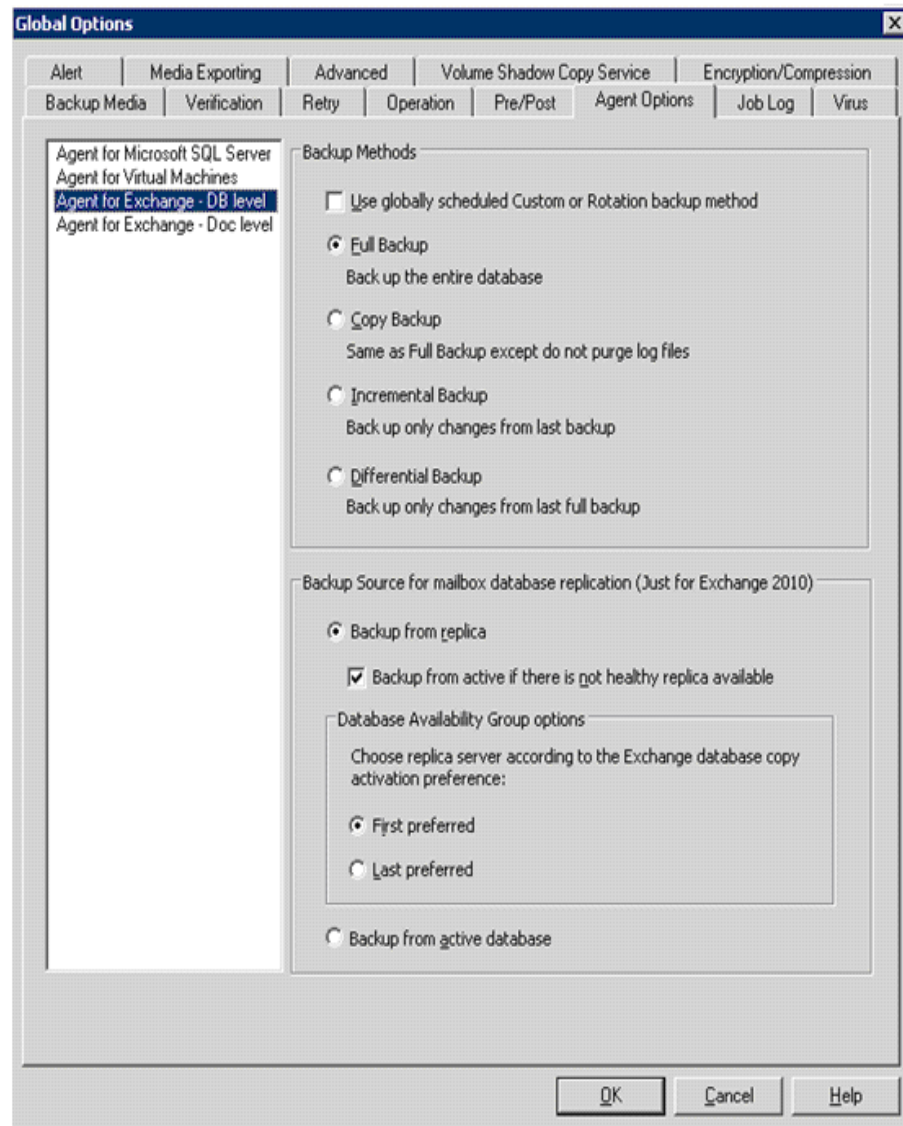 Global Options
Alert
Media Exporting
Advanced
Volume Shadow Copy Service
Encryption/Compression
Backup Media
Verification
Retry
Operation
Pre/Post
Agent Options
Job Log
Virus
Agent for Microsoft SQL Server
Agent for Virtual Machines
Agent for Exchange - DB level
Agent for Exchange - Doc level
Backup Methods
Use globally scheduled Custom or Rotation backup method
Full Backup
Back up the entire database
Copy Backup
Same as Full Backup except do not purge log files
Incremental Backup
Back up only changes from last backup
Differential Backup
Back up only changes from last full backup
Backup Source for mailbox database replication (Just for Exchange 2010)
Backup from replica
Backup from active if there is not healthy replica available
Database Availability Group options
Choose replica server according to the Exchange database copy
activation preference:
First preferred
Last preferred
Backup from active database
OK
Cancel
Help